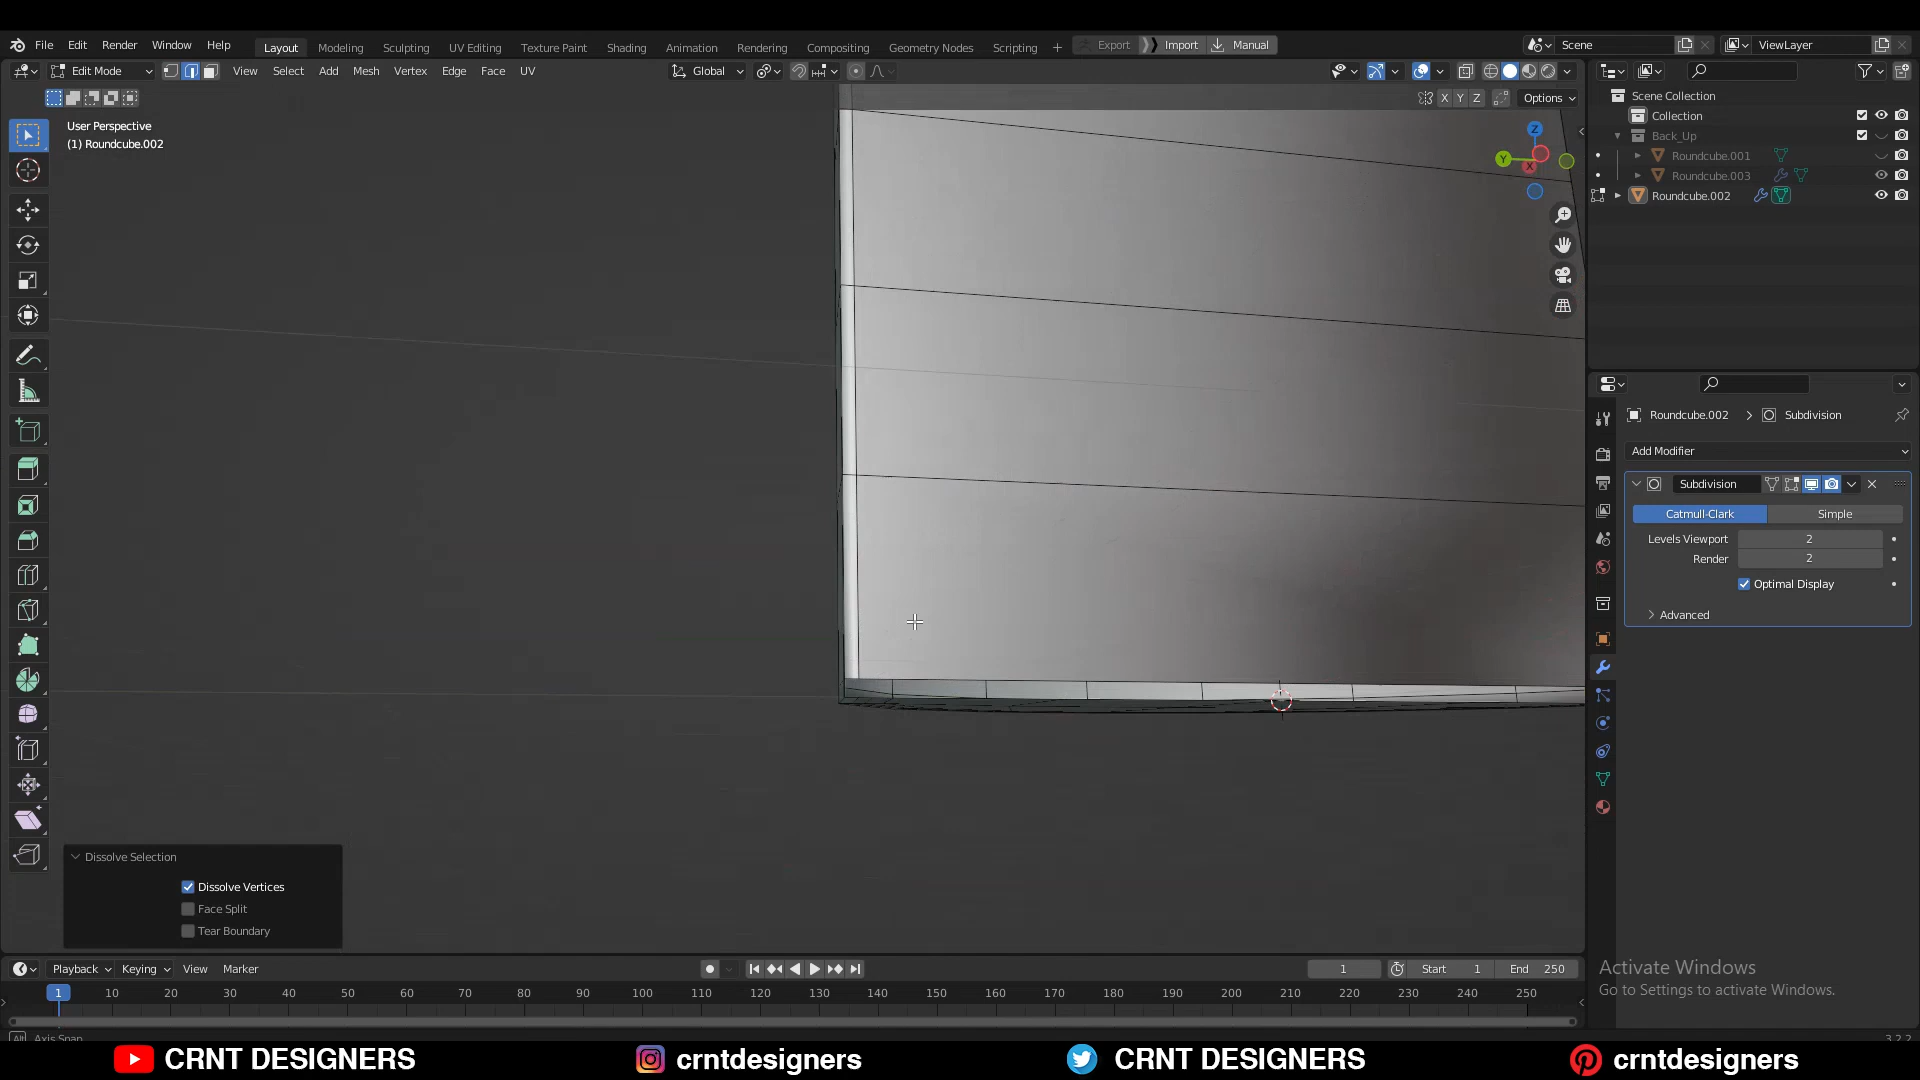 File Edit Render Window Help
Layout Modeling Sculpting UV Editing Texture Paint Shading Animation Rendering Compositing Geometry Nodes Scripting +
Export Import Manual
Scene
ViewLayer
Edit Mode
View Select Add Mesh Vertex Edge Face UV
Global
X Y Z
Options
User Perspective
(1) Roundcube.002
Z
Y
X
Scene Collection
Collection
Back_Up
Roundcube.001
Roundcube.003
Roundcube.002
Roundcube.002 > Subdivision
Add Modifier
Subdivision
Catmull-Clark Simple
Levels Viewport 2
Render 2
Optimal Display
Advanced
Dissolve Selection
Dissolve Vertices
Face Split
Tear Boundary
Playback Keying View Marker
1
Start 1
End 250
1 10 20 30 40 50 60 70 80 90 100 110 120 130 140 150 160 170 180 190 200 210 220 230 240 250
Activate Windows
Go to Settings to activate Windows.
Alt Axis Snap
3.2.2
CRNT DESIGNERS
crntdesigners
CRNT DESIGNERS
crntdesigners